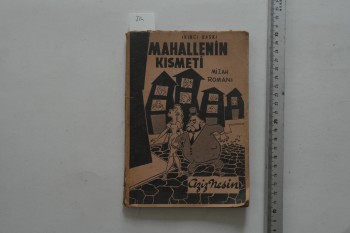 İKİNCİ BASKI
MAHALLENİN
KISMETİ
MİZAH
ROMANI
Aziz Nesin